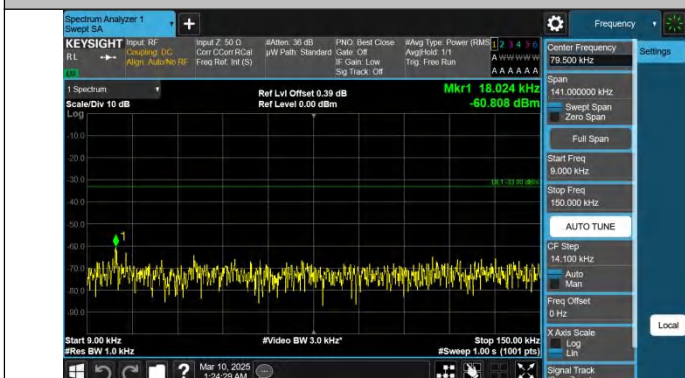 Spectrum Analyzer 1
Swept SA
Frequency
KEYSIGHT
RL
Input: RF
Coupling: DC
Align: Auto/No RF
Input Z: 50 Ω
Corr CCorr RCal
Freq Ref: Int (S)
#Atten: 36 dB
µW Path: Standard
PNO: Best Close
Gate: Off
IF Gain: Low
Sig Track: Off
#Avg Type: Power (RMS
Avg|Hold: 1/1
Trig: Free Run
1 2 3 4 5 6
A W W W W W
A A A A A A
1 Spectrum
Scale/Div 10 dB
Log
Ref Lvl Offset 0.39 dB
Ref Level 0.00 dBm
Mkr1 18.024 kHz
-60.808 dBm
-10.0
-20.0
-30.0
-40.0
-50.0
-60.0
-70.0
-80.0
-90.0
1
Start 9.00 kHz
#Res BW 1.0 kHz
#Video BW 3.0 kHz*
Stop 150.00 kHz
#Sweep 1.00 s (1001 pts)
Mar 10, 2025
1:24:29 AM
Center Frequency
79.500 kHz
Settings
Span
141.000000 kHz
Swept Span
Zero Span
Full Span
Start Freq
9.000 kHz
Stop Freq
150.000 kHz
AUTO TUNE
CF Step
14.100 kHz
Auto
Man
Freq Offset
0 Hz
X Axis Scale
Log
Lin
Signal Track
Local